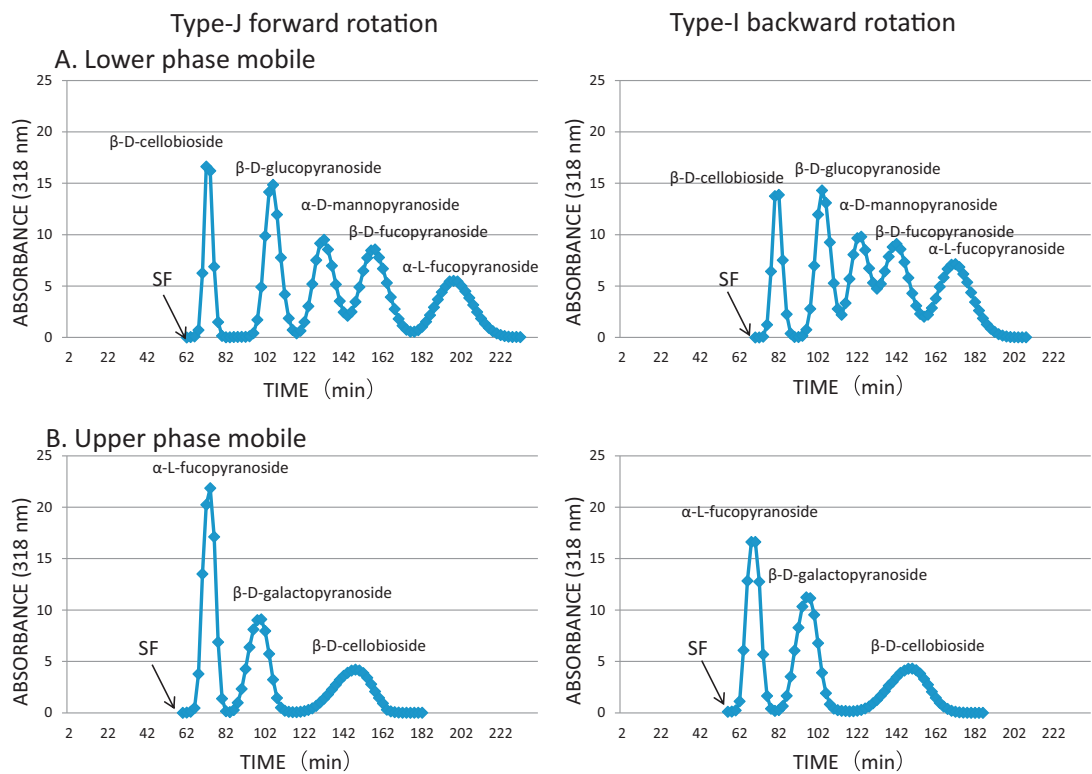 Type-J forward rotation
Type-I backward rotation
A. Lower phase mobile
ABSORBANCE (318 nm)
25
20
15
10
5
0
β-D-cellobioside
β-D-glucopyranoside
α-D-mannopyranoside
β-D-fucopyranoside
α-L-fucopyranoside
SF
2 22 42 62 82 102 122 142 162 182 202 222
TIME (min)
ABSORBANCE (318 nm)
25
20
15
10
5
0
β-D-glucopyranoside
β-D-cellobioside
α-D-mannopyranoside
β-D-fucopyranoside
α-L-fucopyranoside
SF
2 22 42 62 82 102 122 142 162 182 202 222
TIME (min)
B. Upper phase mobile
ABSORBANCE (318 nm)
25
20
15
10
5
0
α-L-fucopyranoside
β-D-galactopyranoside
β-D-cellobioside
SF
2 22 42 62 82 102 122 142 162 182 202 222
TIME (min)
ABSORBANCE (318 nm)
25
20
15
10
5
0
α-L-fucopyranoside
β-D-galactopyranoside
β-D-cellobioside
SF
2 22 42 62 82 102 122 142 162 182 202 222
TIME (min)